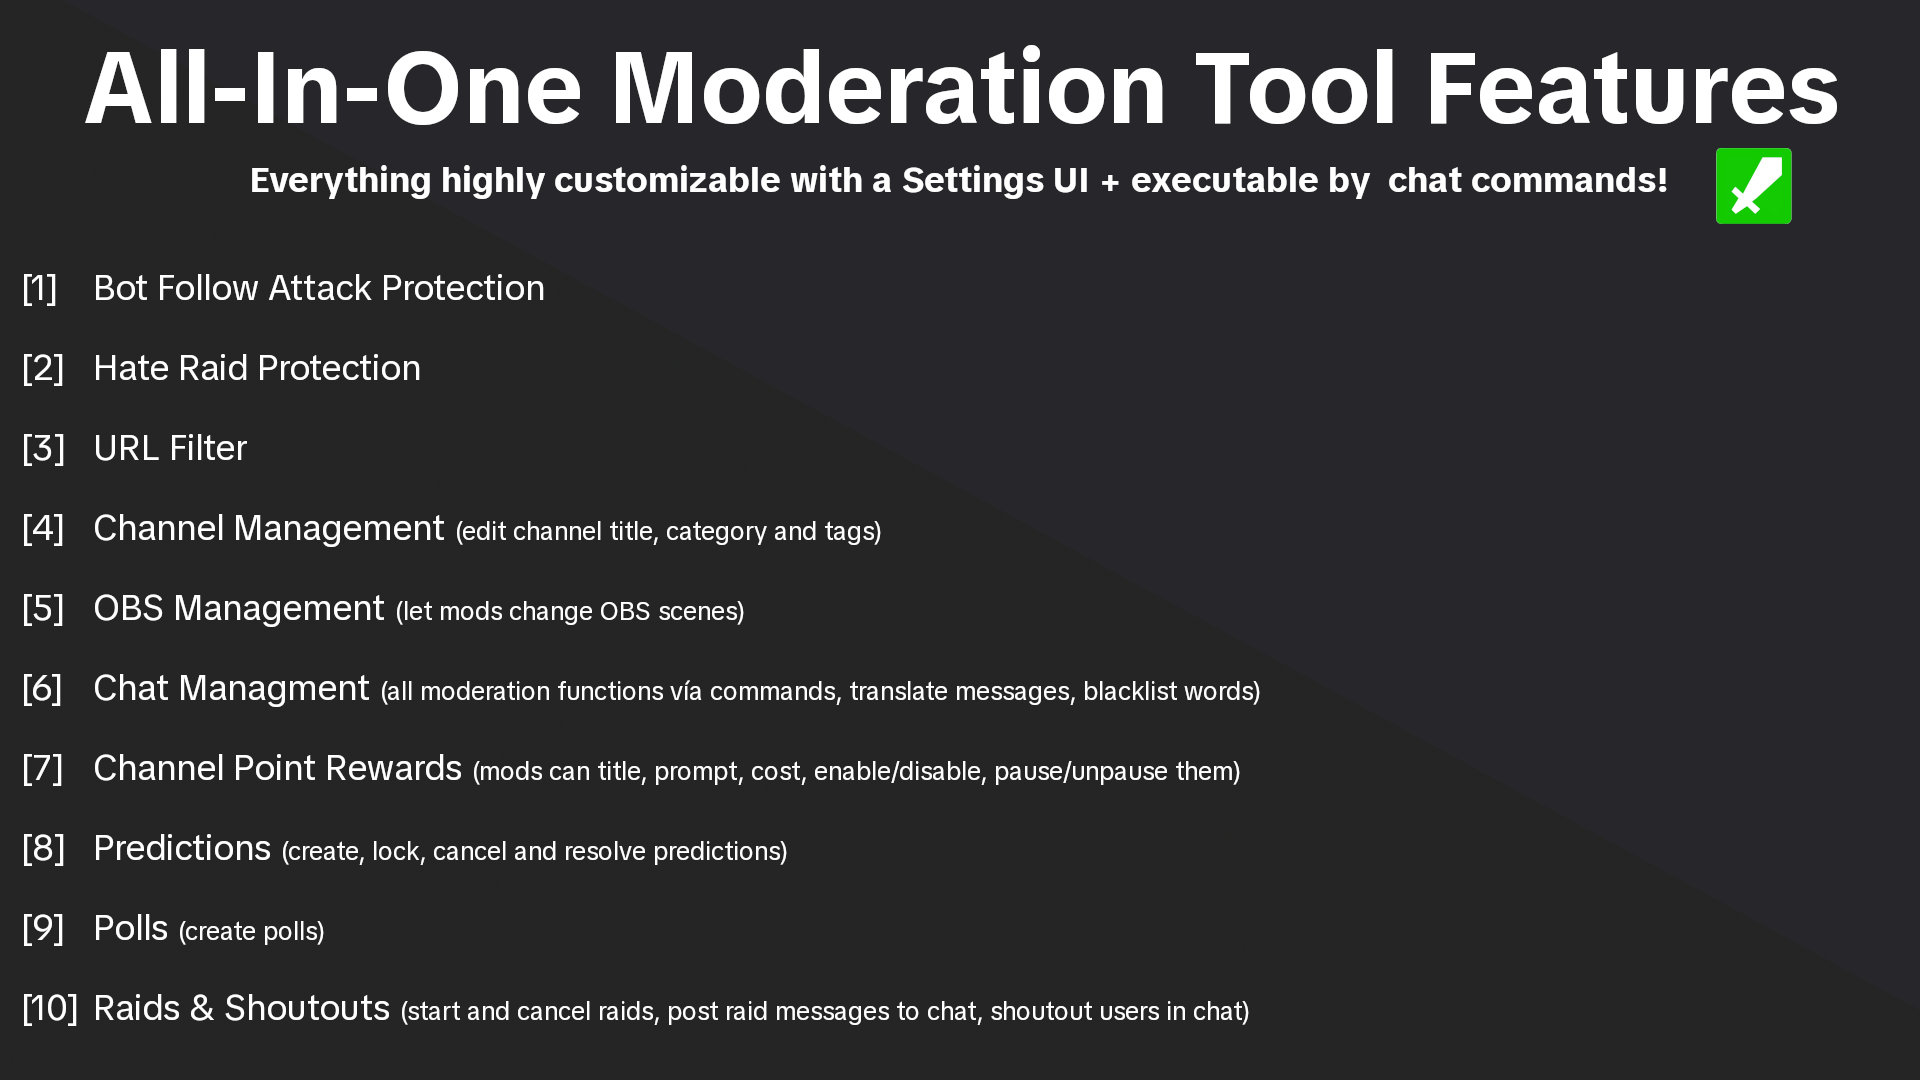 All-In-One Moderation Tool Features
Everything highly customizable with a Settings UI + executable by  chat commands!
[1] Bot Follow Attack Protection
[2] Hate Raid Protection
[3] URL Filter
[4] Channel Management (edit channel title, category and tags)
[5] OBS Management (let mods change OBS scenes)
[6] Chat Managment (all moderation functions vía commands, translate messages, blacklist words)
[7] Channel Point Rewards (mods can title, prompt, cost, enable/disable, pause/unpause them)
[8] Predictions (create, lock, cancel and resolve predictions)
[9] Polls (create polls)
[10] Raids & Shoutouts (start and cancel raids, post raid messages to chat, shoutout users in chat)